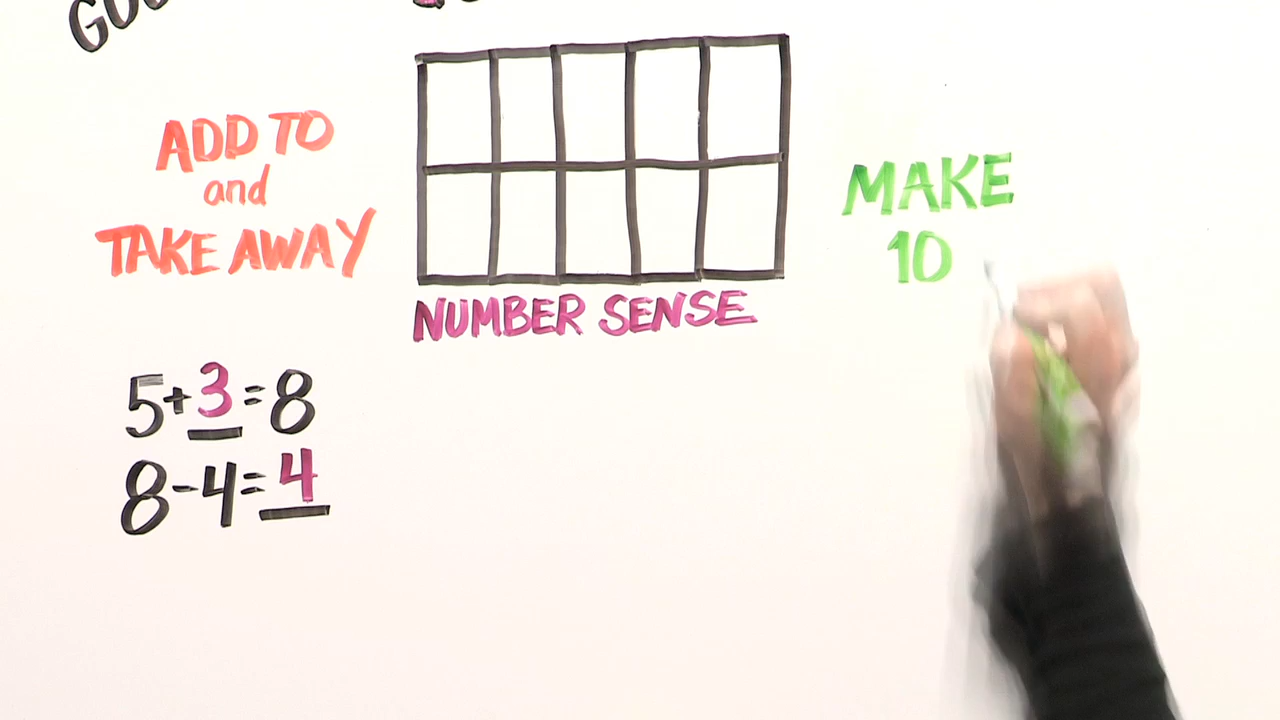 ADD TO
and
TAKE AWAY
NUMBER SENSE
MAKE
10
5+3=8
8-4=4